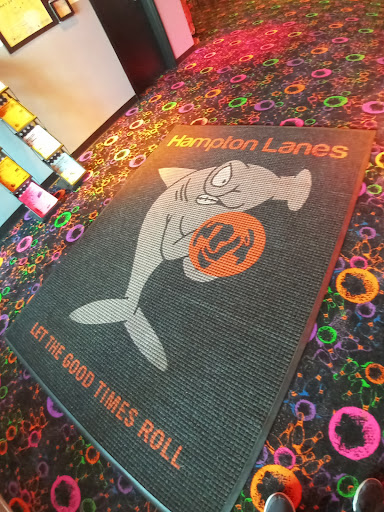 Hampton Lanes
LET THE GOOD TIMES ROLL